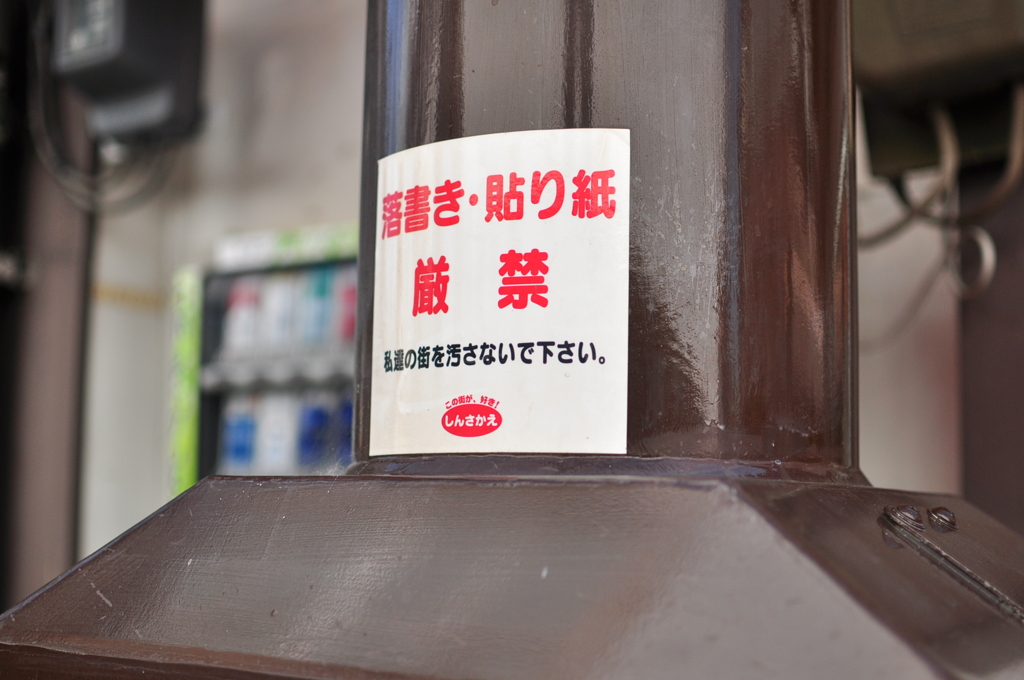 落書き・貼り紙
厳 禁
私達の街を汚さないで下さい。
この街が、好き!
しんさかえ